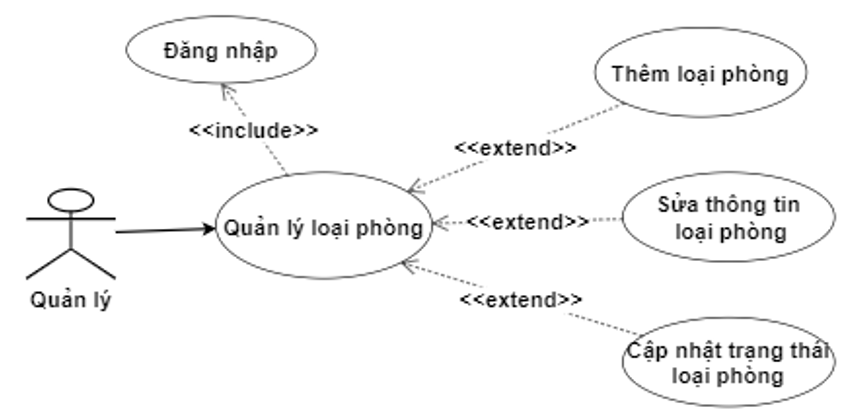 Đăng nhập
Thêm loại phòng
<<include>>
<<extend>>
Sửa thông tin
loại phòng
Quản lý loại phòng
<<extend>>
Quản lý
<<extend>>
Cập nhật trạng thái
loại phòng